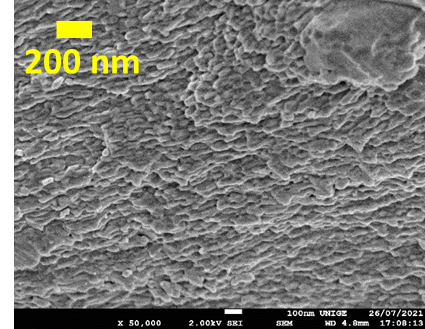 200 nm
100nm UNIGE 26/07/2021
X 50,000 2.00kV SEI SEM WD 4.8mm 17:08:13